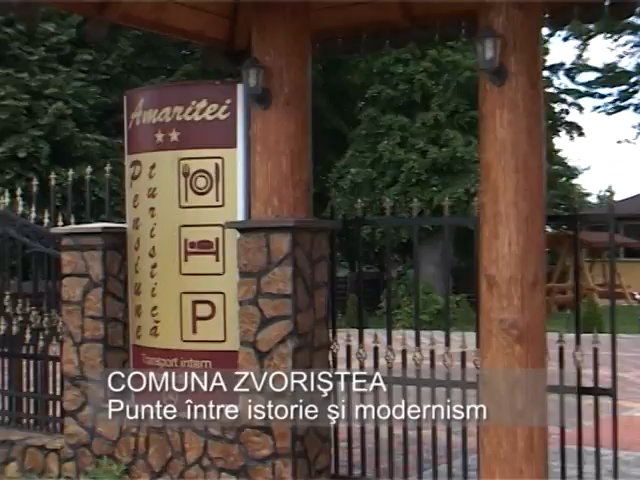 Amaritei
Pensiune
turistică
P
Transport intern
COMUNA ZVORIŞTEA
Punte între istorie şi modernism